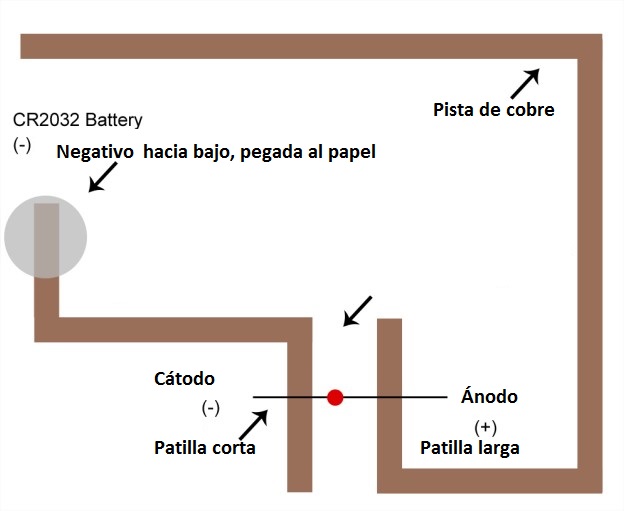 Pista de cobre
CR2032 Battery
(-)
Negativo hacia bajo, pegada al papel
Cátodo
(-)
Patilla corta
Ánodo
(+)
Patilla larga